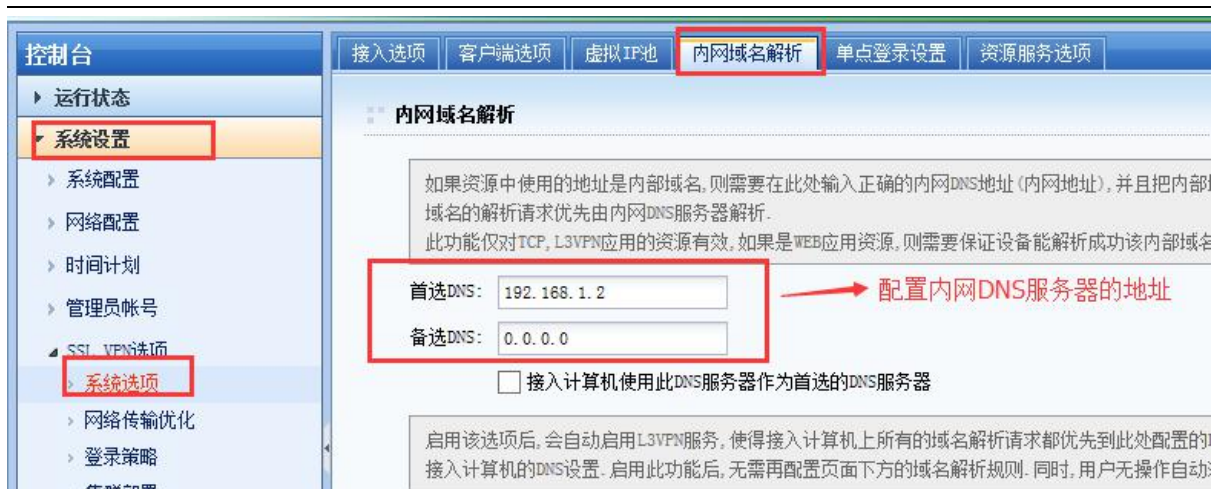 控制台
运行状态
系统设置
系统配置
网络配置
时间计划
管理员帐号
SSL VPN选项
系统选项
网络传输优化
登录策略
接入选项 客户端选项 虚拟IP池 内网域名解析 单点登录设置 资源服务选项
内网域名解析
如果资源中使用的地址是内部域名,则需要在此处输入正确的内网DNS地址(内网地址),并且把内部
域名的解析请求优先由内网DNS服务器解析.
此功能仅对TCP,L3VPN应用的资源有效,如果是WEB应用资源,则需要保证设备能解析成功该内部域名
首选DNS: 192.168.1.2
配置内网DNS服务器的地址
备选DNS: 0.0.0.0
接入计算机使用此DNS服务器作为首选的DNS服务器
启用该选项后,会自动启用L3VPN服务,使得接入计算机上所有的域名解析请求都优先到此处配置的
接入计算机的DNS设置.启用此功能后,无需再配置页面下方的域名解析规则.同时,用户无操作自动